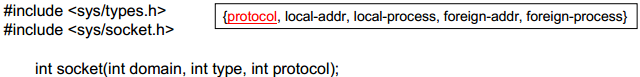 #include <sys/types.h>
#include <sys/socket.h>
{protocol, local-addr, local-process, foreign-addr, foreign-process}
int socket(int domain, int type, int protocol);